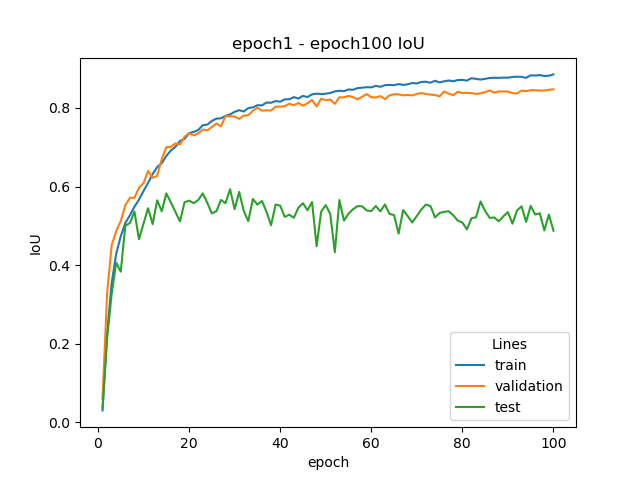 epoch1 - epoch100 IoU
0.8
0.6
0.4
0.2
0.0
IoU
0
20
40
60
80
100
epoch
Lines
train
validation
test